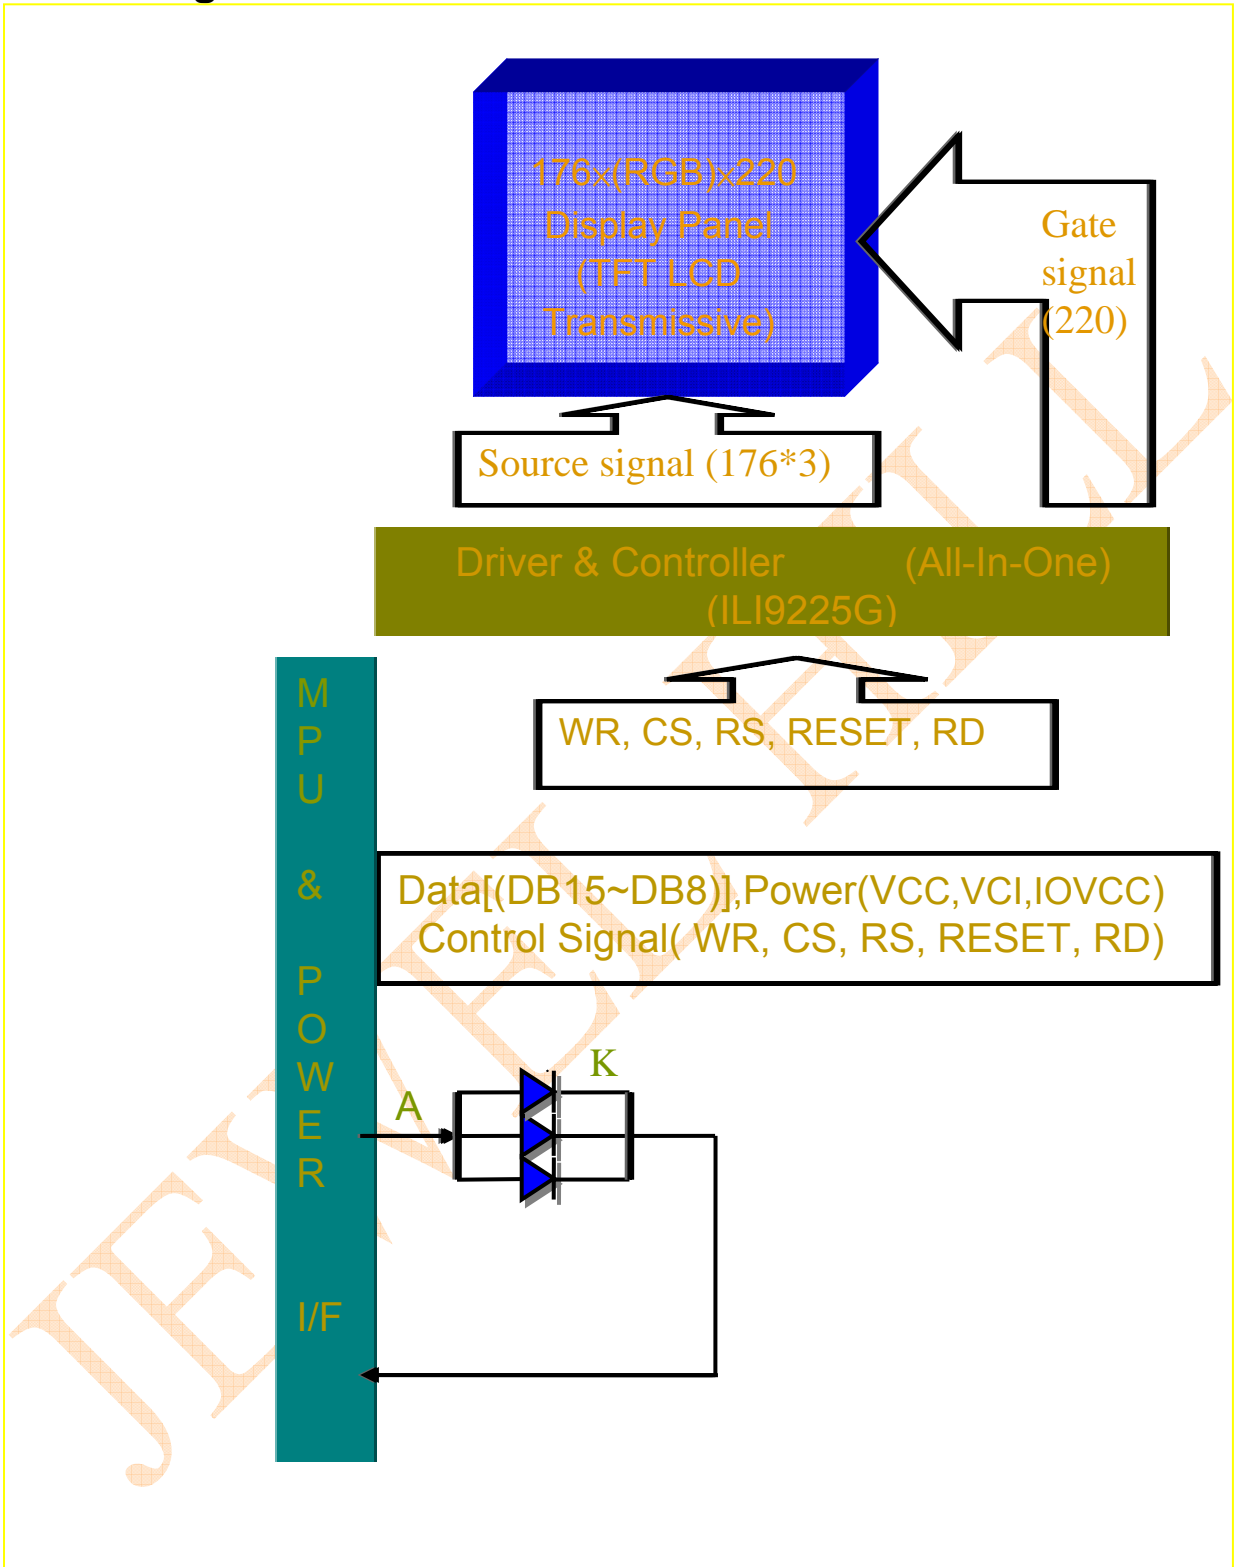 176x(RGB)x220
Display Panel
(TFT LCD
Transmissive)
Gate
signal
(220)
Source signal (176*3)
Driver & Controller (All-In-One)
(ILI9225G)
WR, CS, RS, RESET, RD
M
P
U
&
P
O
W
E
R
I/F
Data[(DB15~DB8)],Power(VCC,VCI,IOVCC)
Control Signal( WR, CS, RS, RESET, RD)
A
K
JEWEL HILL